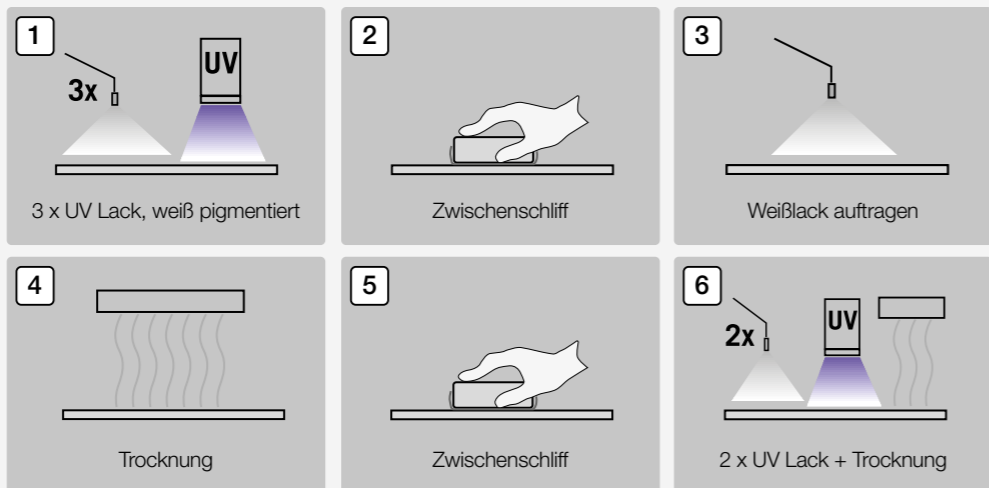 1
3x
UV
3 x UV Lack, weiß pigmentiert
2
Zwischenschliff
3
Weißlack auftragen
4
Trocknung
5
Zwischenschliff
6
2x
UV
2 x UV Lack + Trocknung